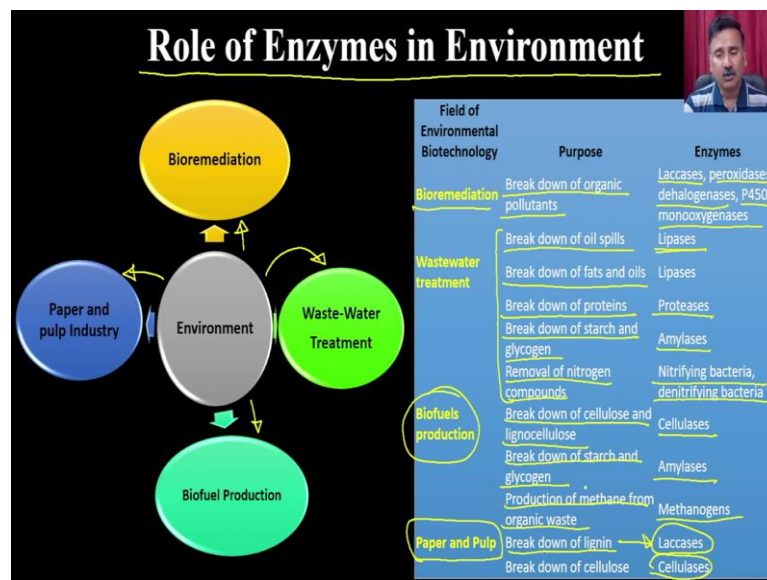 Role of Enzymes in Environment
Bioremediation
Paper and
pulp Industry
Environment
Waste-Water
Treatment
Biofuel Production
Field of
Environmental
Biotechnology Purpose Enzymes
Bioremediation Break down of organic
pollutants Laccases, peroxidases
dehalogenases, P450
monooxygenases
Wastewater
treatment Break down of oil spills Lipases
Break down of fats and oils Lipases
Break down of proteins Proteases
Break down of starch and
glycogen Amylases
Removal of nitrogen
compounds Nitrifying bacteria,
denitrifying bacteria
Biofuels
production Break down of cellulose and
lignocellulose Cellulases
Break down of starch and
glycogen Amylases
Production of methane from
organic waste Methanogens
Paper and Pulp Break down of lignin Laccases
Break down of cellulose Cellulases